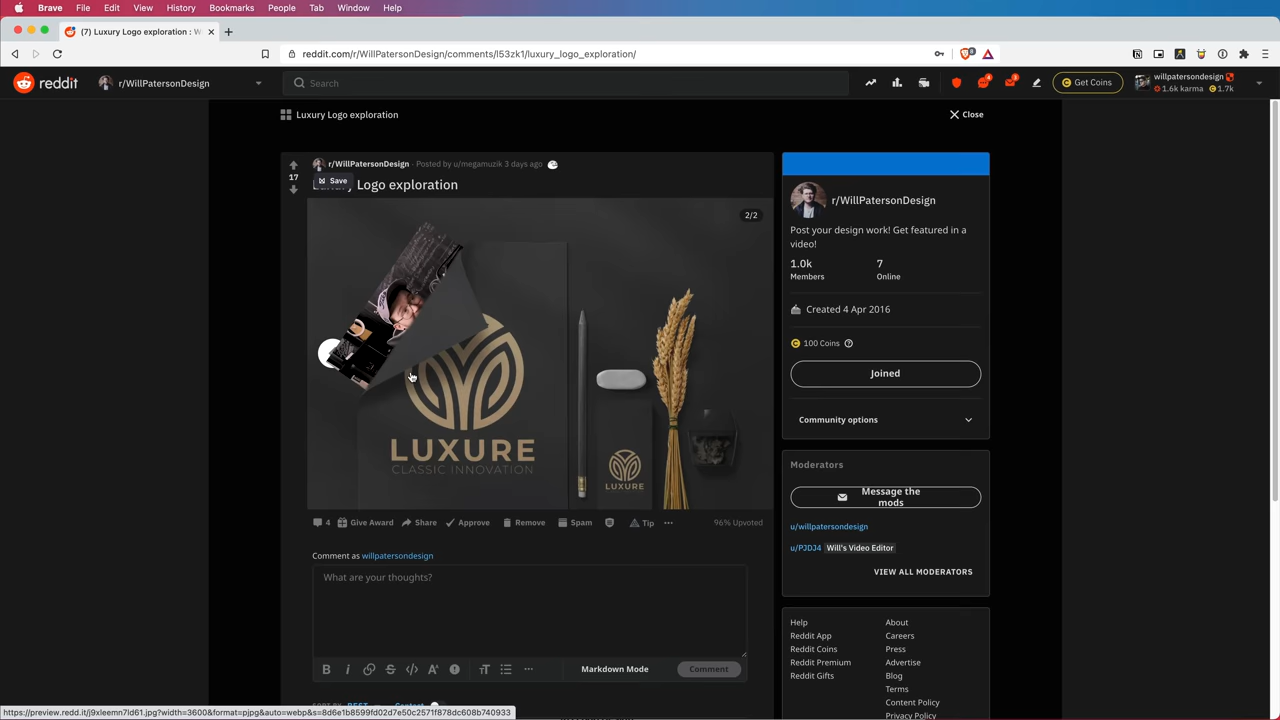 Brave File Edit View History Bookmarks People Tab Window Help
(7) Luxury Logo exploration : W
reddit.com/r/WillPatersonDesign/comments/l53zk1/luxury_logo_exploration/
reddit r/WillPatersonDesign Search Get Coins willpatersondesign
1.6k karma 1.7k
Luxury Logo exploration Close
r/WillPatersonDesign · Posted by u/megamuzik 3 days ago
17
Save
Logo exploration
2/2
LUXURE
CLASSIC INNOVATION
LUXURE
4 Give Award Share Approve Remove Spam Tip 96% Upvoted
Comment as willpatersondesign
What are your thoughts?
Markdown Mode Comment
r/WillPatersonDesign
Post your design work! Get featured in a
video!
1.0k 7
Members Online
Created 4 Apr 2016
100 Coins
Joined
Community options
Moderators
Message the
mods
u/willpatersondesign
u/PJDJ4 Will's Video Editor
VIEW ALL MODERATORS
Help About
Reddit App Careers
Reddit Coins Press
Reddit Premium Advertise
Reddit Gifts Blog
Terms
Content Policy
Privacy Policy
https://preview.redd.it/j9xleemn7ld61.jpg?width=3600&format=pjpg&auto=webp&s=8d6e1b8599fd02d7e50c2571f878dc608b740933